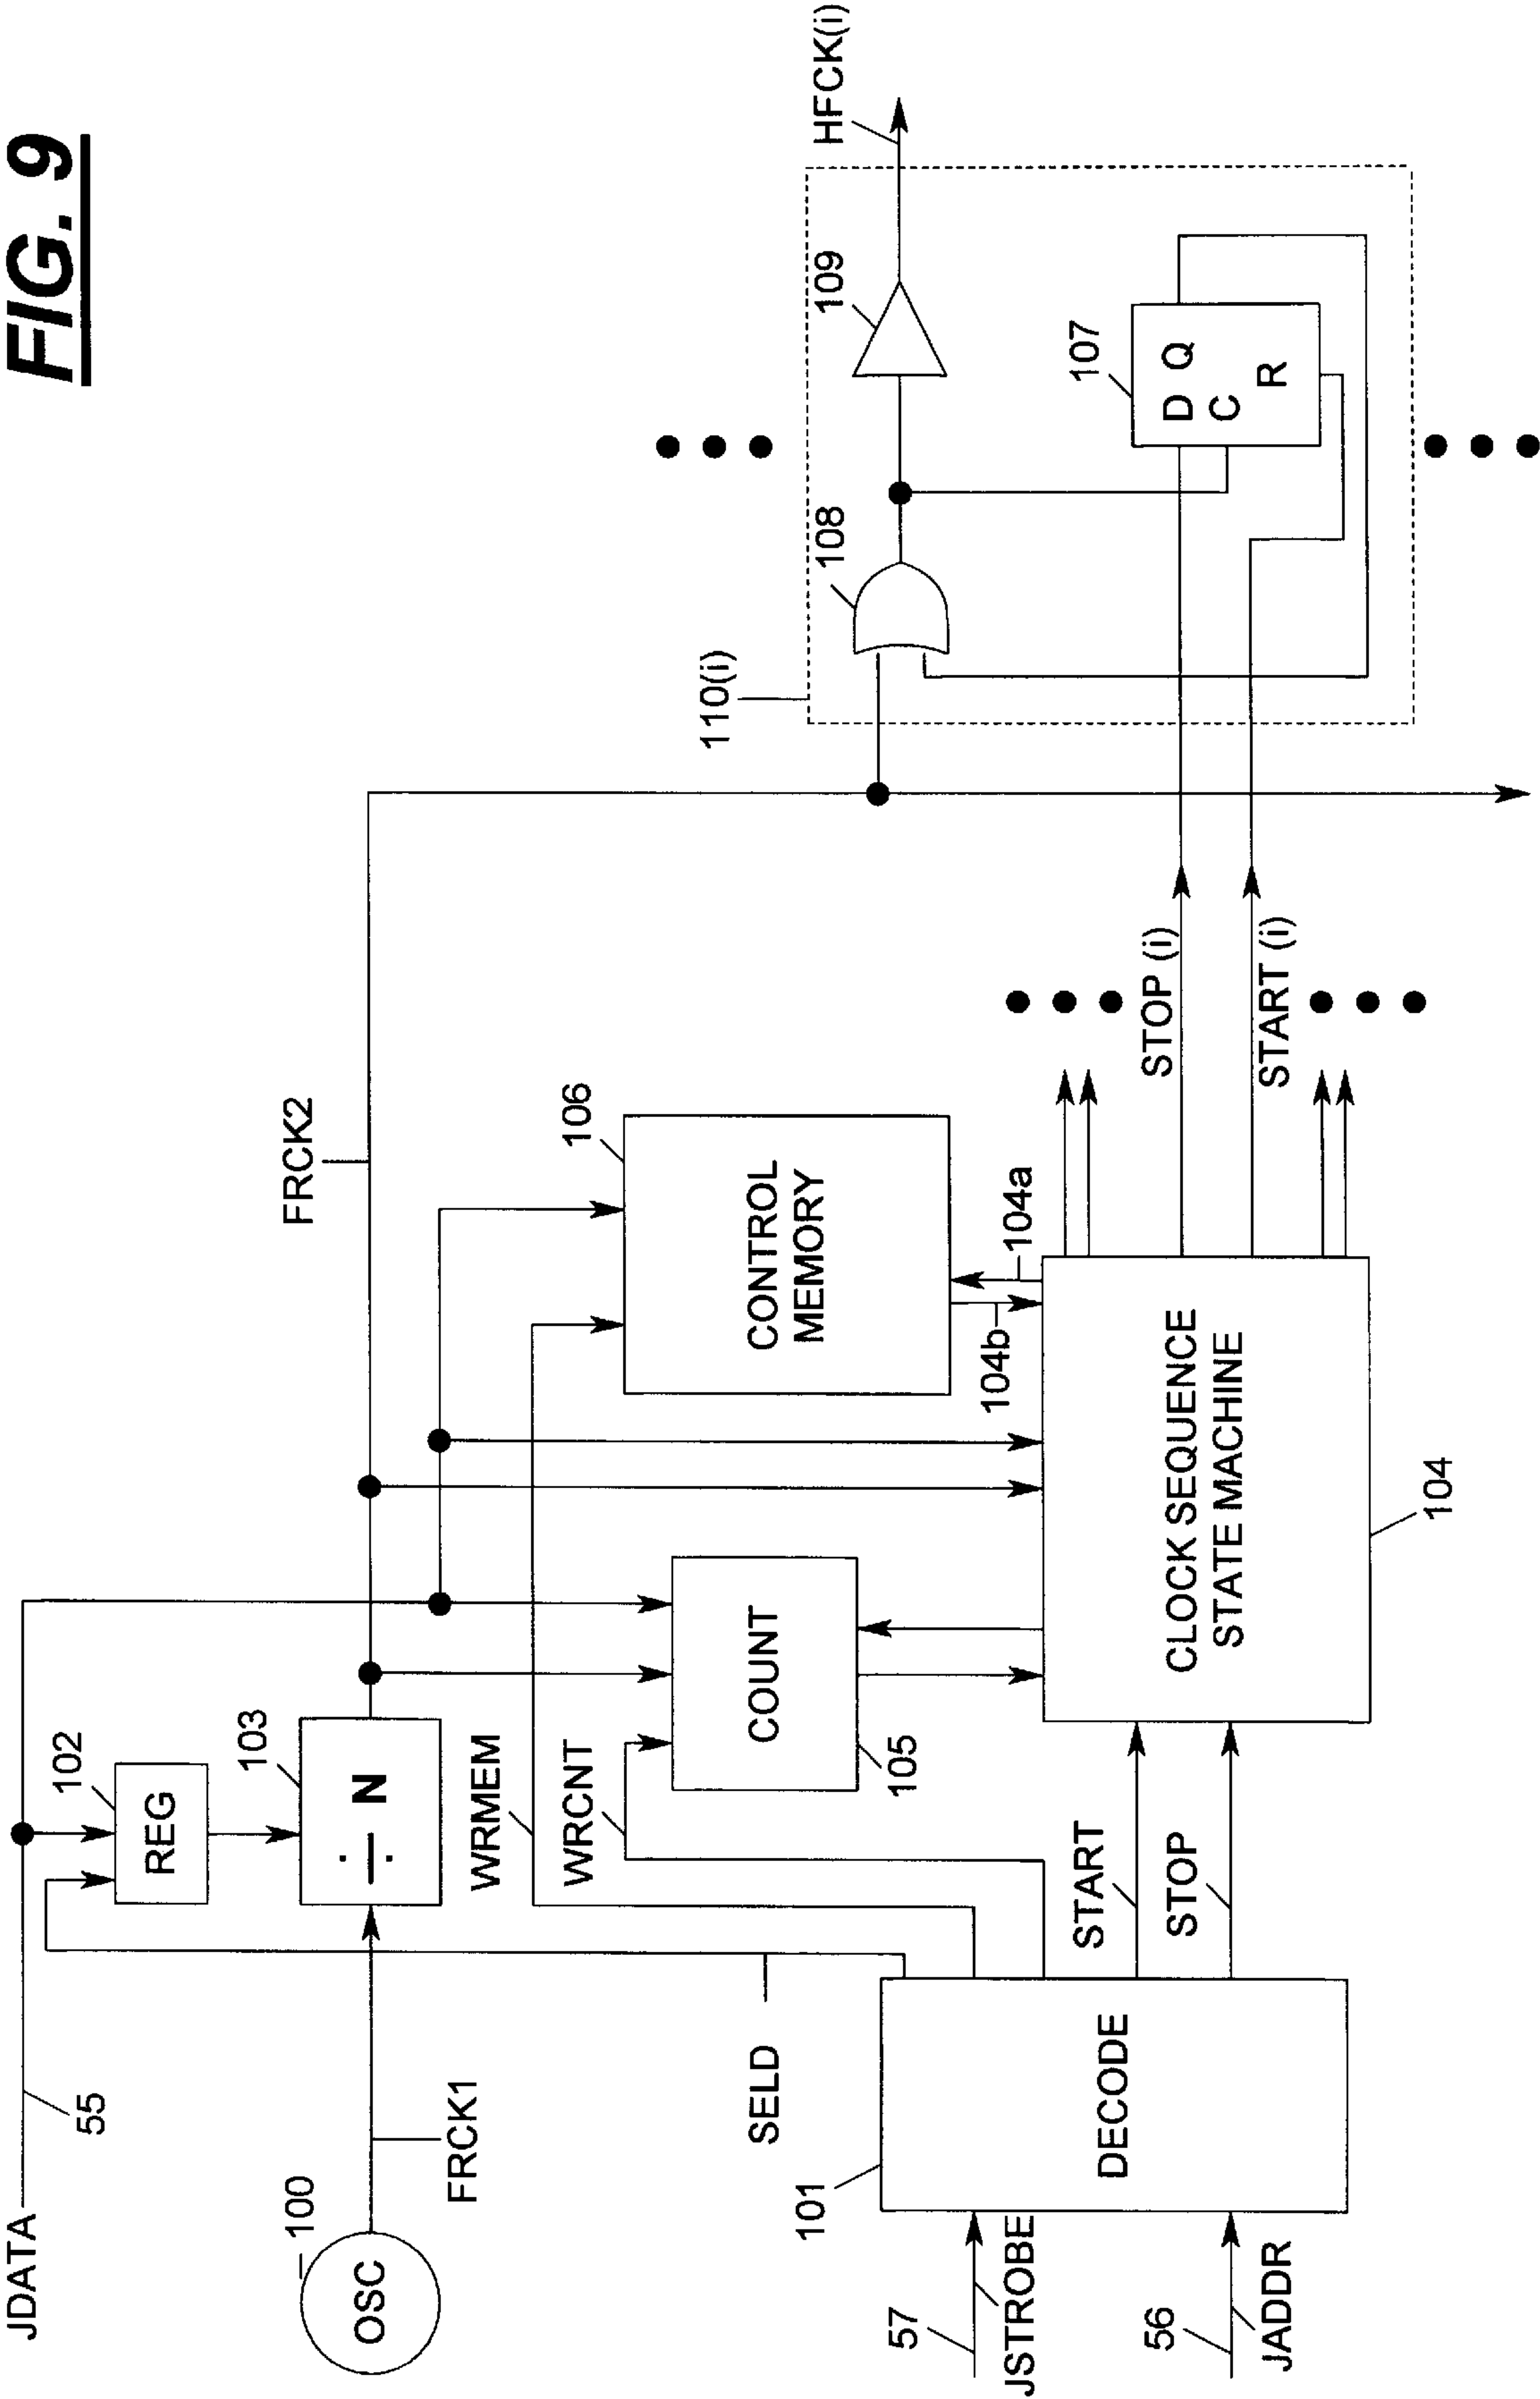 FIG. 9
JDATA
55
102
REG
100
OSC
FRCK1
103
÷ N
FRCK2
SELD
WRMEM
WRCNT
COUNT
105
106
CONTROL
MEMORY
104b
104a
57
JSTROBE
56
JADDR
101
DECODE
START
STOP
CLOCK SEQUENCE
STATE MACHINE
104
STOP (i)
START (i)
110(i)
108
109
HFCK(i)
107
D Q
C
R